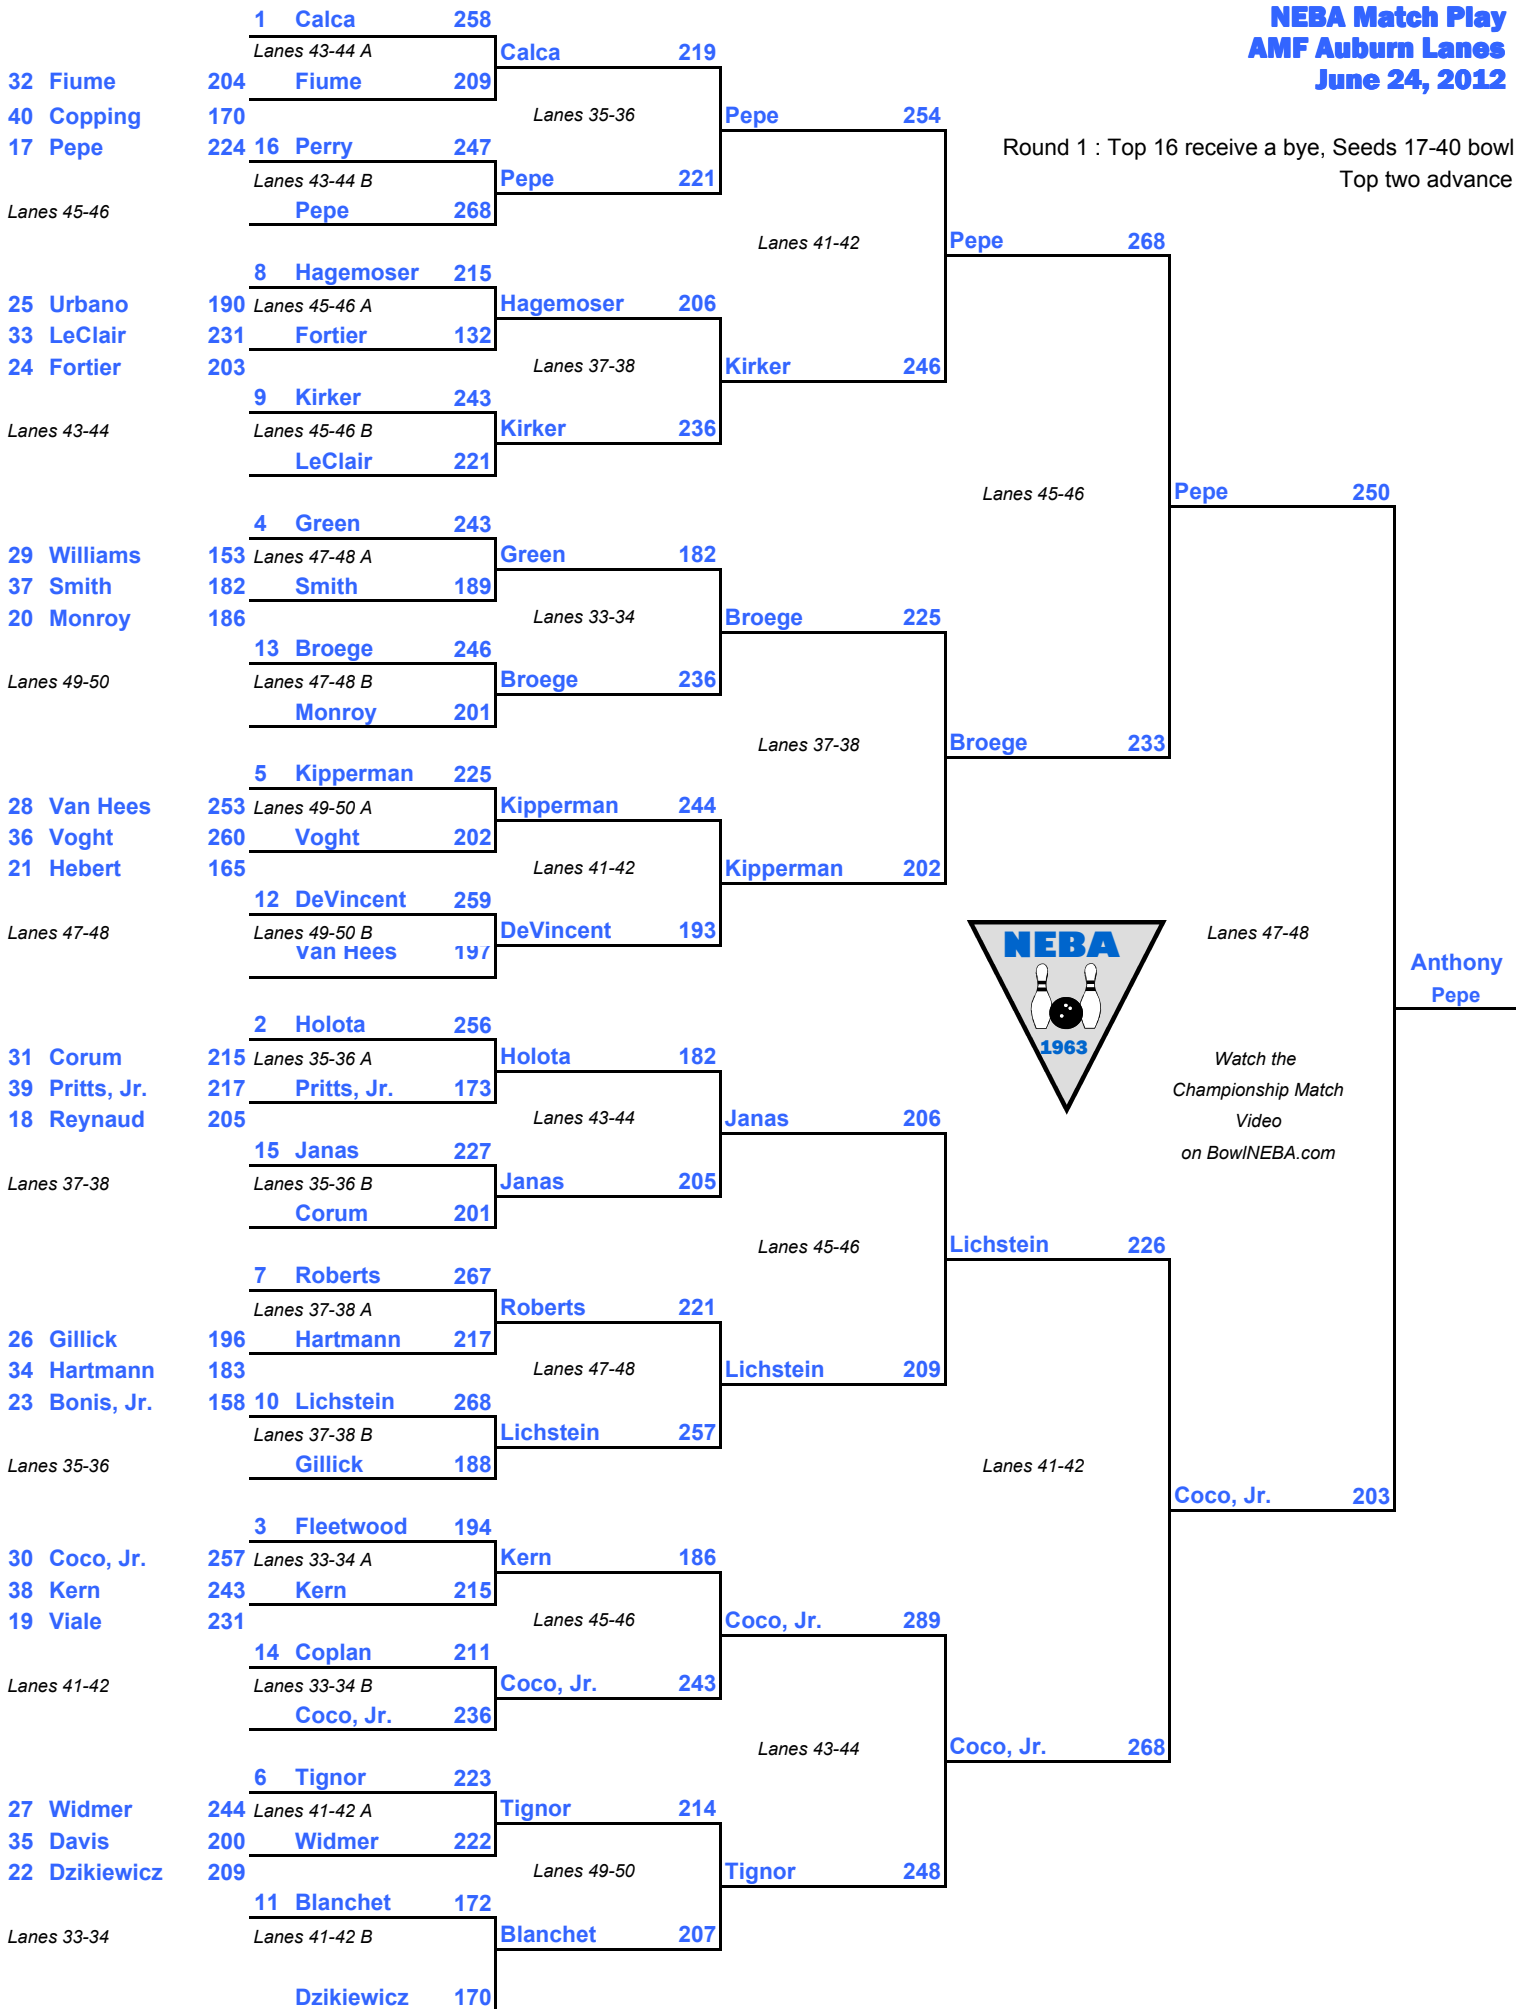 NEBA Match Play
AMF Auburn Lanes
June 24, 2012
Round 1 : Top 16 receive a bye, Seeds 17-40 bowl
Top two advance
32 Fiume 204
40 Copping 170
17 Pepe 224
Lanes 45-46
25 Urbano 190
33 LeClair 231
24 Fortier 203
Lanes 43-44
29 Williams 153
37 Smith 182
20 Monroy 186
Lanes 49-50
28 Van Hees 253
36 Voght 260
21 Hebert 165
Lanes 47-48
31 Corum 215
39 Pritts, Jr. 217
18 Reynaud 205
Lanes 37-38
26 Gillick 196
34 Hartmann 183
23 Bonis, Jr. 158
Lanes 35-36
30 Coco, Jr. 257
38 Kern 243
19 Viale 231
Lanes 41-42
27 Widmer 244
35 Davis 200
22 Dzikiewicz 209
Lanes 33-34
1 Calca 258
Lanes 43-44 A
Fiume 209
16 Perry 247
Lanes 43-44 B
Pepe 268
8 Hagemoser 215
Lanes 45-46 A
Fortier 132
9 Kirker 243
Lanes 45-46 B
LeClair 221
4 Green 243
Lanes 47-48 A
Smith 189
13 Broege 246
Lanes 47-48 B
Monroy 201
5 Kipperman 225
Lanes 49-50 A
Voght 202
12 DeVincent 259
Lanes 49-50 B
Van Hees 197
2 Holota 256
Lanes 35-36 A
Pritts, Jr. 173
15 Janas 227
Lanes 35-36 B
Corum 201
7 Roberts 267
Lanes 37-38 A
Hartmann 217
10 Lichstein 268
Lanes 37-38 B
Gillick 188
3 Fleetwood 194
Lanes 33-34 A
Kern 215
14 Coplan 211
Lanes 33-34 B
Coco, Jr. 236
6 Tignor 223
Lanes 41-42 A
Widmer 222
11 Blanchet 172
Lanes 41-42 B
Dzikiewicz 170
Calca 219
Lanes 35-36
Pepe 221
Hagemoser 206
Lanes 37-38
Kirker 236
Green 182
Lanes 33-34
Broege 236
Kipperman 244
Lanes 41-42
DeVincent 193
Holota 182
Lanes 43-44
Janas 205
Roberts 221
Lanes 47-48
Lichstein 257
Kern 186
Lanes 45-46
Coco, Jr. 243
Tignor 214
Lanes 49-50
Blanchet 207
Pepe 254
Lanes 41-42
Kirker 246
Broege 225
Lanes 37-38
Kipperman 202
Janas 206
Lanes 45-46
Lichstein 209
Coco, Jr. 289
Lanes 43-44
Tignor 248
Pepe 268
Lanes 45-46
Broege 233
Lichstein 226
Lanes 41-42
Coco, Jr. 268
Pepe 250
Lanes 47-48
Coco, Jr. 203
Anthony
Pepe
NEBA
1963
Watch the
Championship Match
Video
on BowlNEBA.com